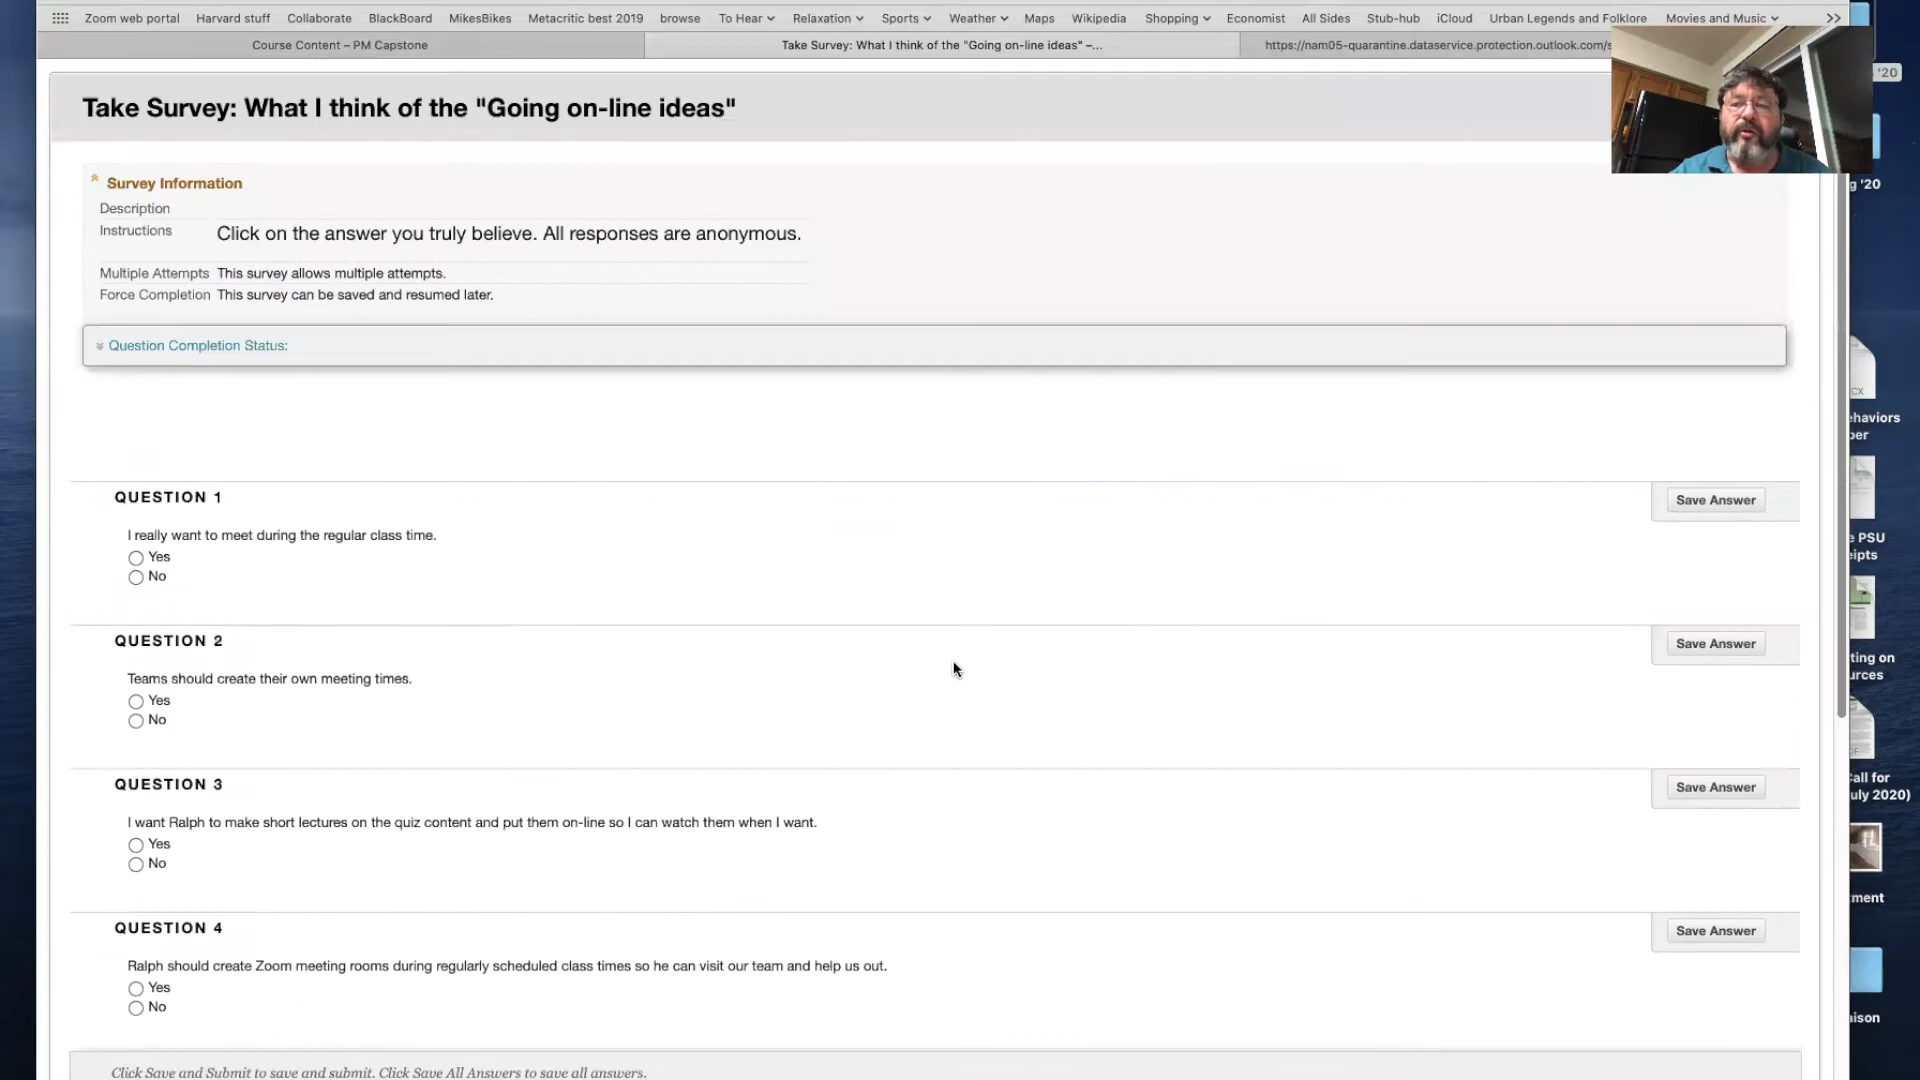 Zoom web portal Harvard stuff Collaborate BlackBoard MikesBikes Metacritic best 2019 browse To Hear Relaxation Sports Weather Maps Wikipedia Shopping Economist All Sides Stub-hub iCloud Urban Legends and Folklore Movies and Music >>
Course Content – PM Capstone
Take Survey: What I think of the "Going on-line ideas" –...
https://nam05-quarantine.dataservice.protection.outlook.com/s
'20
Take Survey: What I think of the "Going on-line ideas"
g '20
Survey Information
Description
Instructions Click on the answer you truly believe. All responses are anonymous.
Multiple Attempts This survey allows multiple attempts.
Force Completion This survey can be saved and resumed later.
Question Completion Status:
CX
ehaviors
per
QUESTION 1
Save Answer
I really want to meet during the regular class time.
Yes
No
e PSU
eipts
QUESTION 2
Save Answer
Teams should create their own meeting times.
Yes
No
ting on
urces
DF
QUESTION 3
Save Answer
I want Ralph to make short lectures on the quiz content and put them on-line so I can watch them when I want.
Yes
No
Call for
uly 2020)
QUESTION 4
Save Answer
Ralph should create Zoom meeting rooms during regularly scheduled class times so he can visit our team and help us out.
Yes
No
tment
aison
Click Save and Submit to save and submit. Click Save All Answers to save all answers.